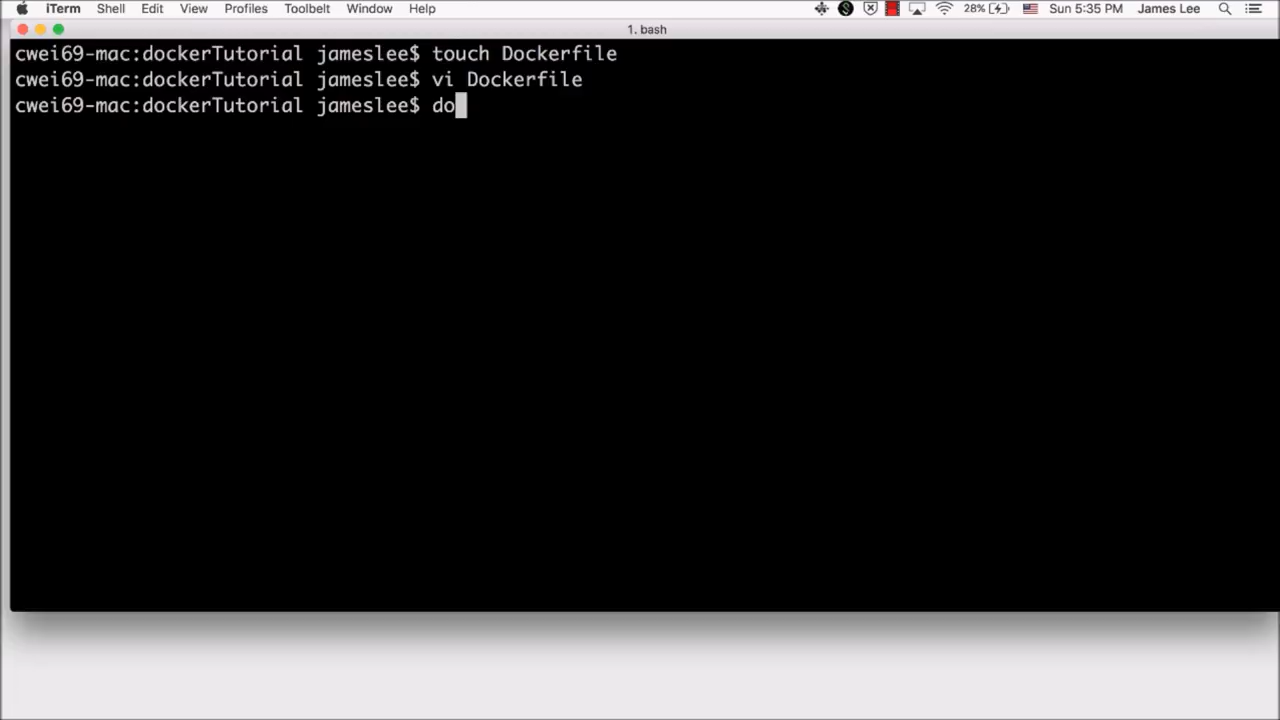 iTerm Shell Edit View Profiles Toolbelt Window Help 28% Sun 5:35 PM James Lee
1. bash
cwei69-mac:dockerTutorial jameslee$ touch Dockerfile
cwei69-mac:dockerTutorial jameslee$ vi Dockerfile
cwei69-mac:dockerTutorial jameslee$ do